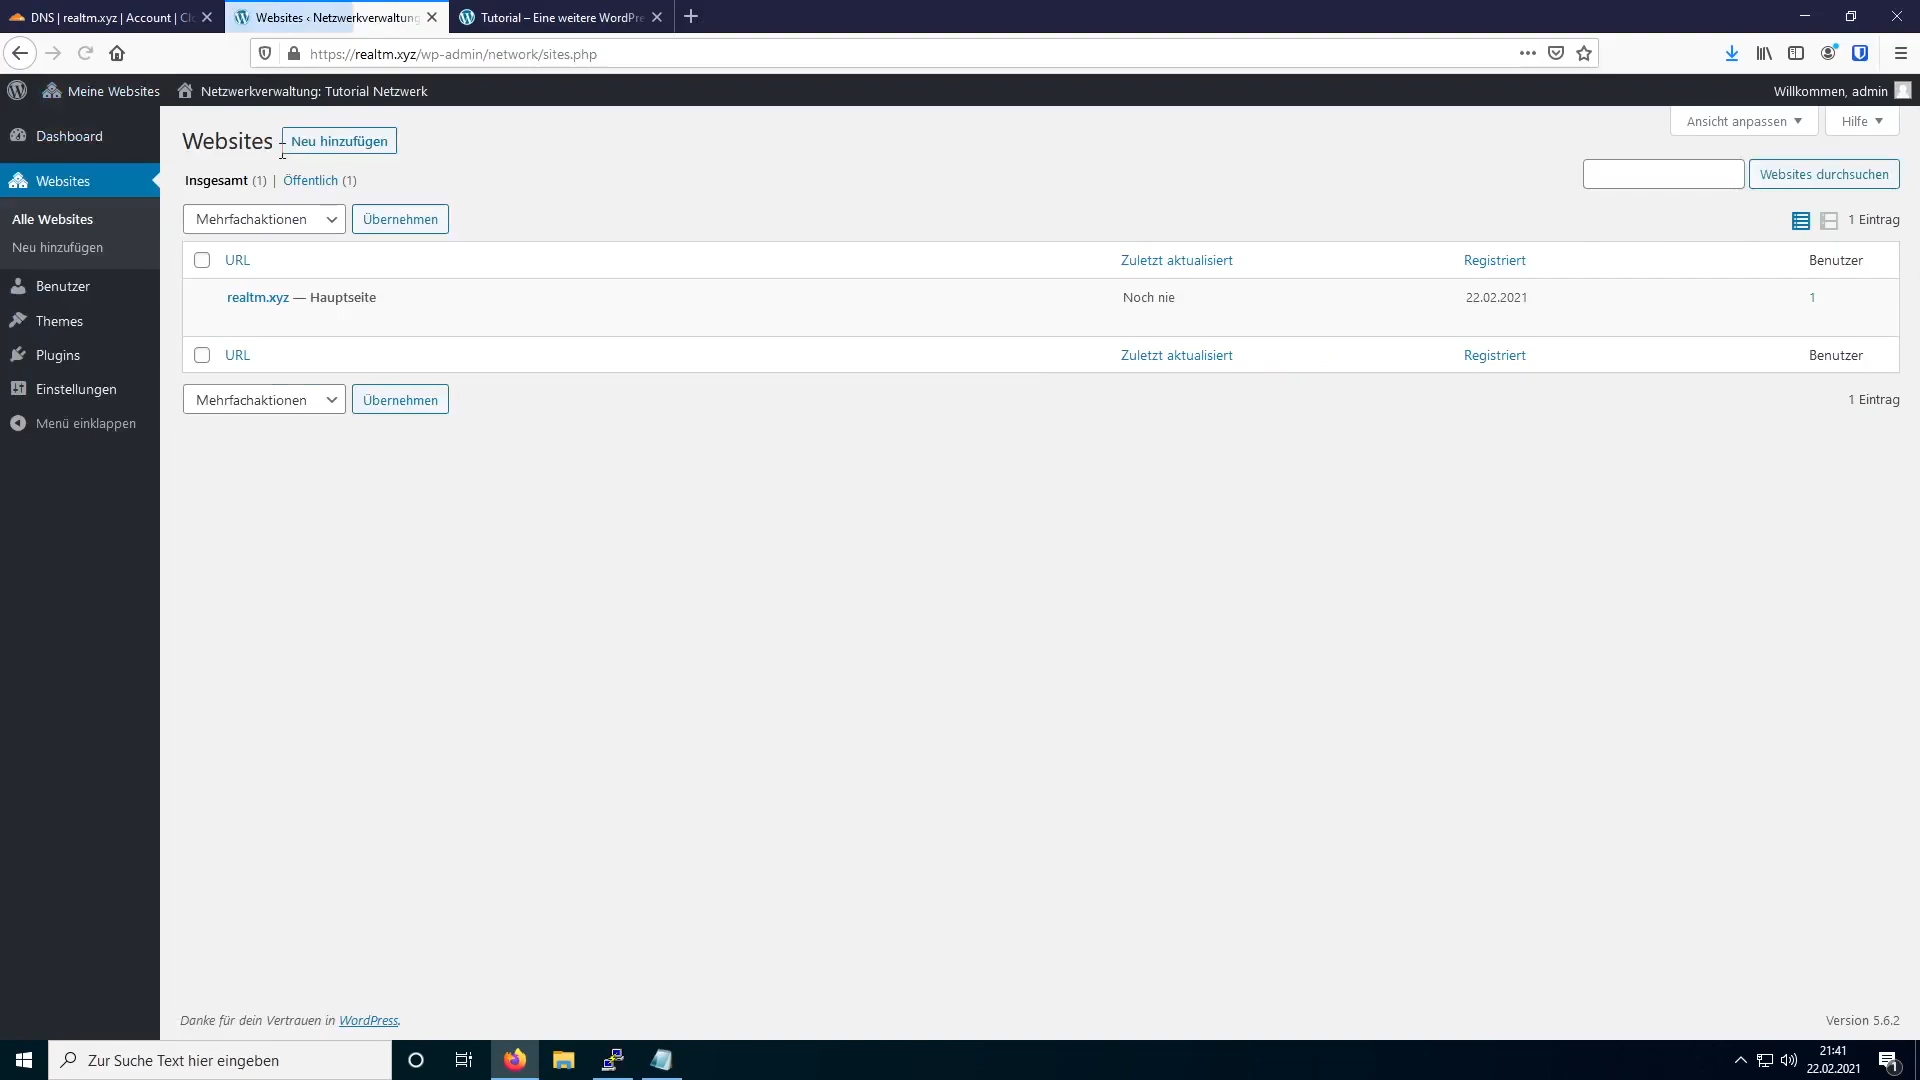 DNS | realtm.xyz | Account | Cl
Websites ‹ Netzwerkverwaltung
Tutorial – Eine weitere WordPre
https://realtm.xyz/wp-admin/network/sites.php
Meine Websites
Netzwerkverwaltung: Tutorial Netzwerk
Willkommen, admin
Dashboard
Websites
Alle Websites
Neu hinzufügen
Benutzer
Themes
Plugins
Einstellungen
Menü einklappen
Websites
Neu hinzufügen
Ansicht anpassen
Hilfe
Insgesamt (1) | Öffentlich (1)
Websites durchsuchen
Mehrfachaktionen
Übernehmen
1 Eintrag
URL
Zuletzt aktualisiert
Registriert
Benutzer
realtm.xyz — Hauptseite
Noch nie
22.02.2021
1
URL
Zuletzt aktualisiert
Registriert
Benutzer
Mehrfachaktionen
Übernehmen
1 Eintrag
Danke für dein Vertrauen in WordPress.
Version 5.6.2
Zur Suche Text hier eingeben
21:41
22.02.2021
1